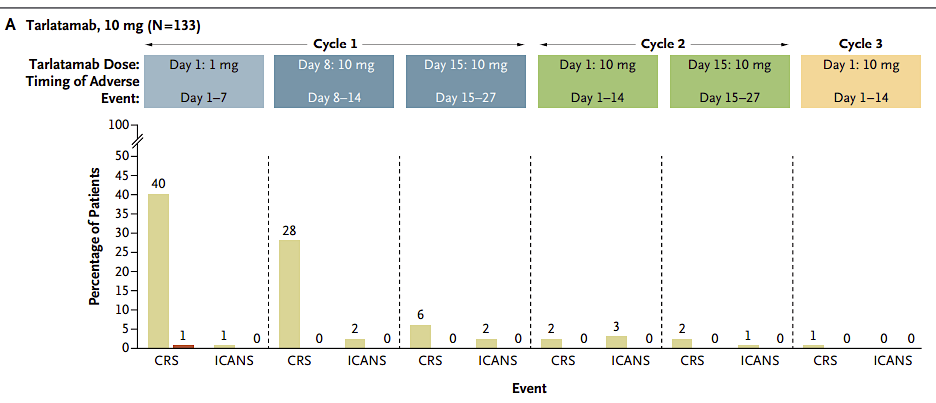 A Tarlatamab, 10 mg (N=133)
Cycle 1 Cycle 2 Cycle 3
Tarlatamab Dose: Day 1: 1 mg Day 8: 10 mg Day 15: 10 mg Day 1: 10 mg Day 15: 10 mg Day 1: 10 mg
Timing of Adverse
Event: Day 1–7 Day 8–14 Day 15–27 Day 1–14 Day 15–27 Day 1–14
Percentage of Patients
100
50
45
40
35
30
25
20
15
10
5
0
40 1 1 0
28 0 2 0
6 0 2 0
2 0 3 0
2 0 1 0
1 0 0 0
CRS ICANS CRS ICANS CRS ICANS CRS ICANS CRS ICANS CRS ICANS
Event